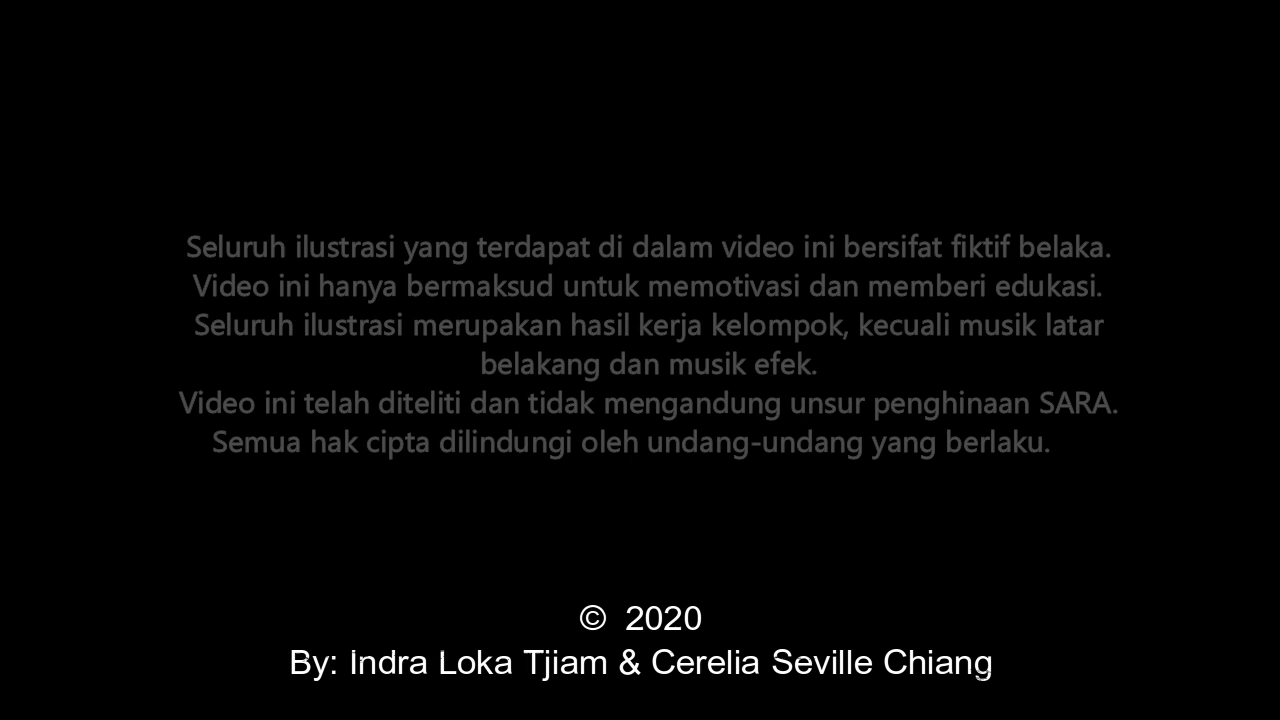 Seluruh ilustrasi yang terdapat di dalam video ini bersifat fiktif belaka.
Video ini hanya bermaksud untuk memotivasi dan memberi edukasi.
Seluruh ilustrasi merupakan hasil kerja kelompok, kecuali musik latar
belakang dan musik efek.
Video ini telah diteliti dan tidak mengandung unsur penghinaan SARA.
Semua hak cipta dilindungi oleh undang-undang yang berlaku.
© 2020
By: Indra Loka Tjiam & Cerelia Seville Chiang